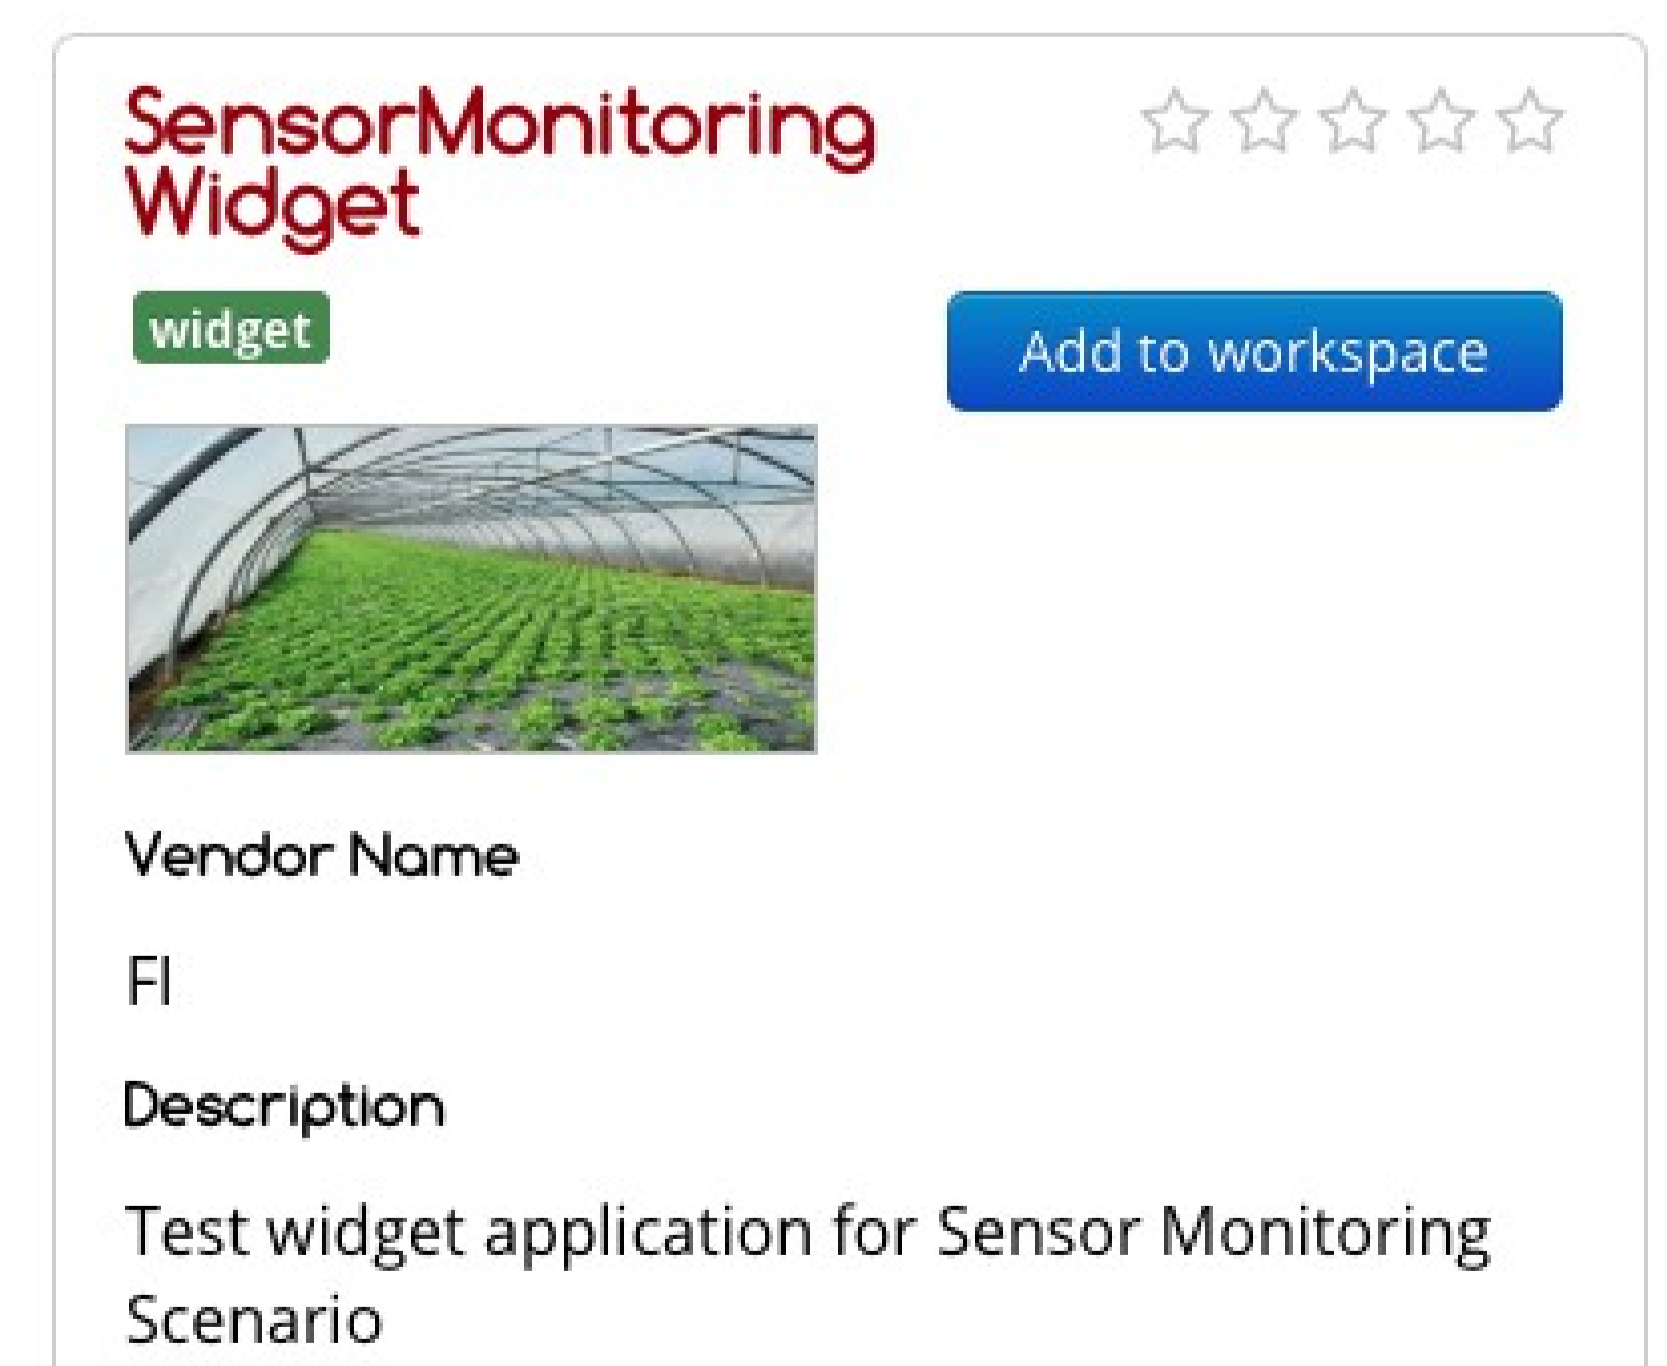 SensorMonitoring
Widget
widget
Add to workspace
Vendor Name
FI
Description
Test widget application for Sensor Monitoring
Scenario